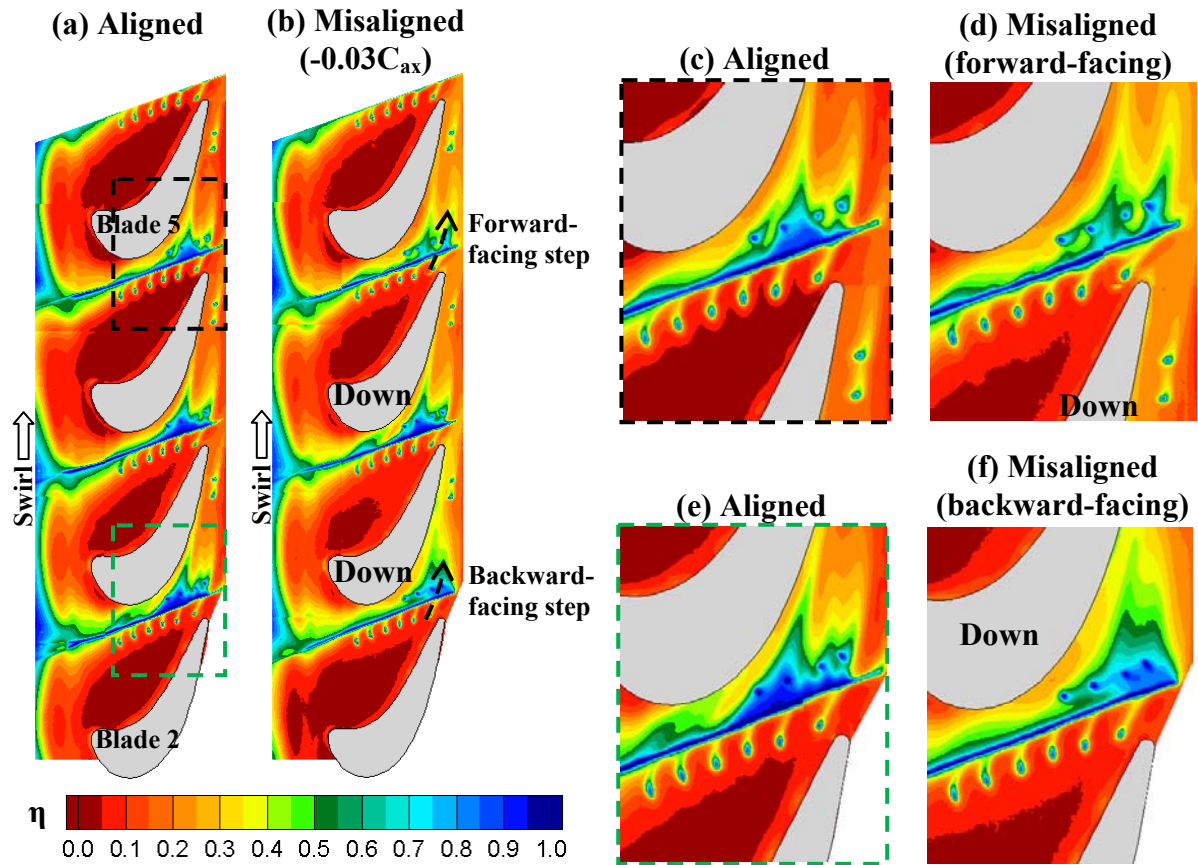 (a) Aligned
(b) Misaligned
(-0.03Cax)
(c) Aligned
(d) Misaligned
(forward-facing)
Blade 5
Forward-
facing step
Down
Down
Swirl
Swirl
(e) Aligned
(f) Misaligned
(backward-facing)
Down
Backward-
facing step
Down
Blade 2
η
0.0 0.1 0.2 0.3 0.4 0.5 0.6 0.7 0.8 0.9 1.0